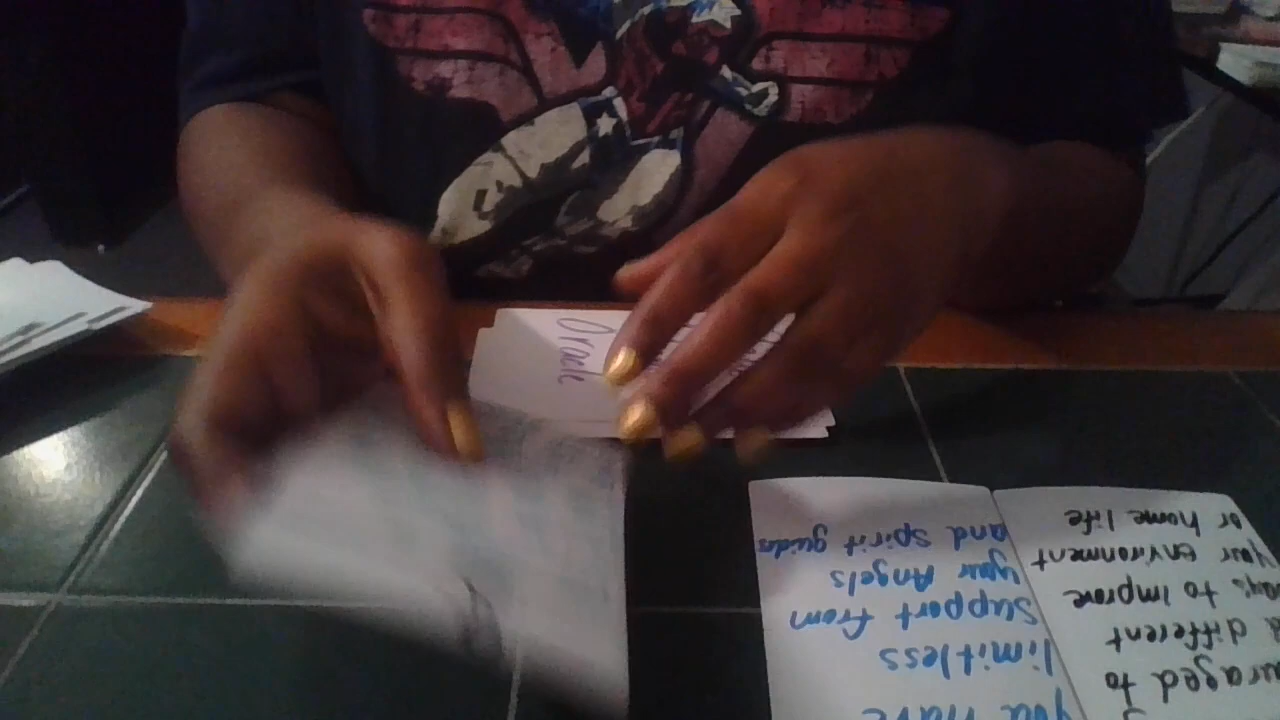 Oracle
you have
limitless
support from
your Angels
and spirit guides
uraged to
different
ways to improve
your environment
or home life